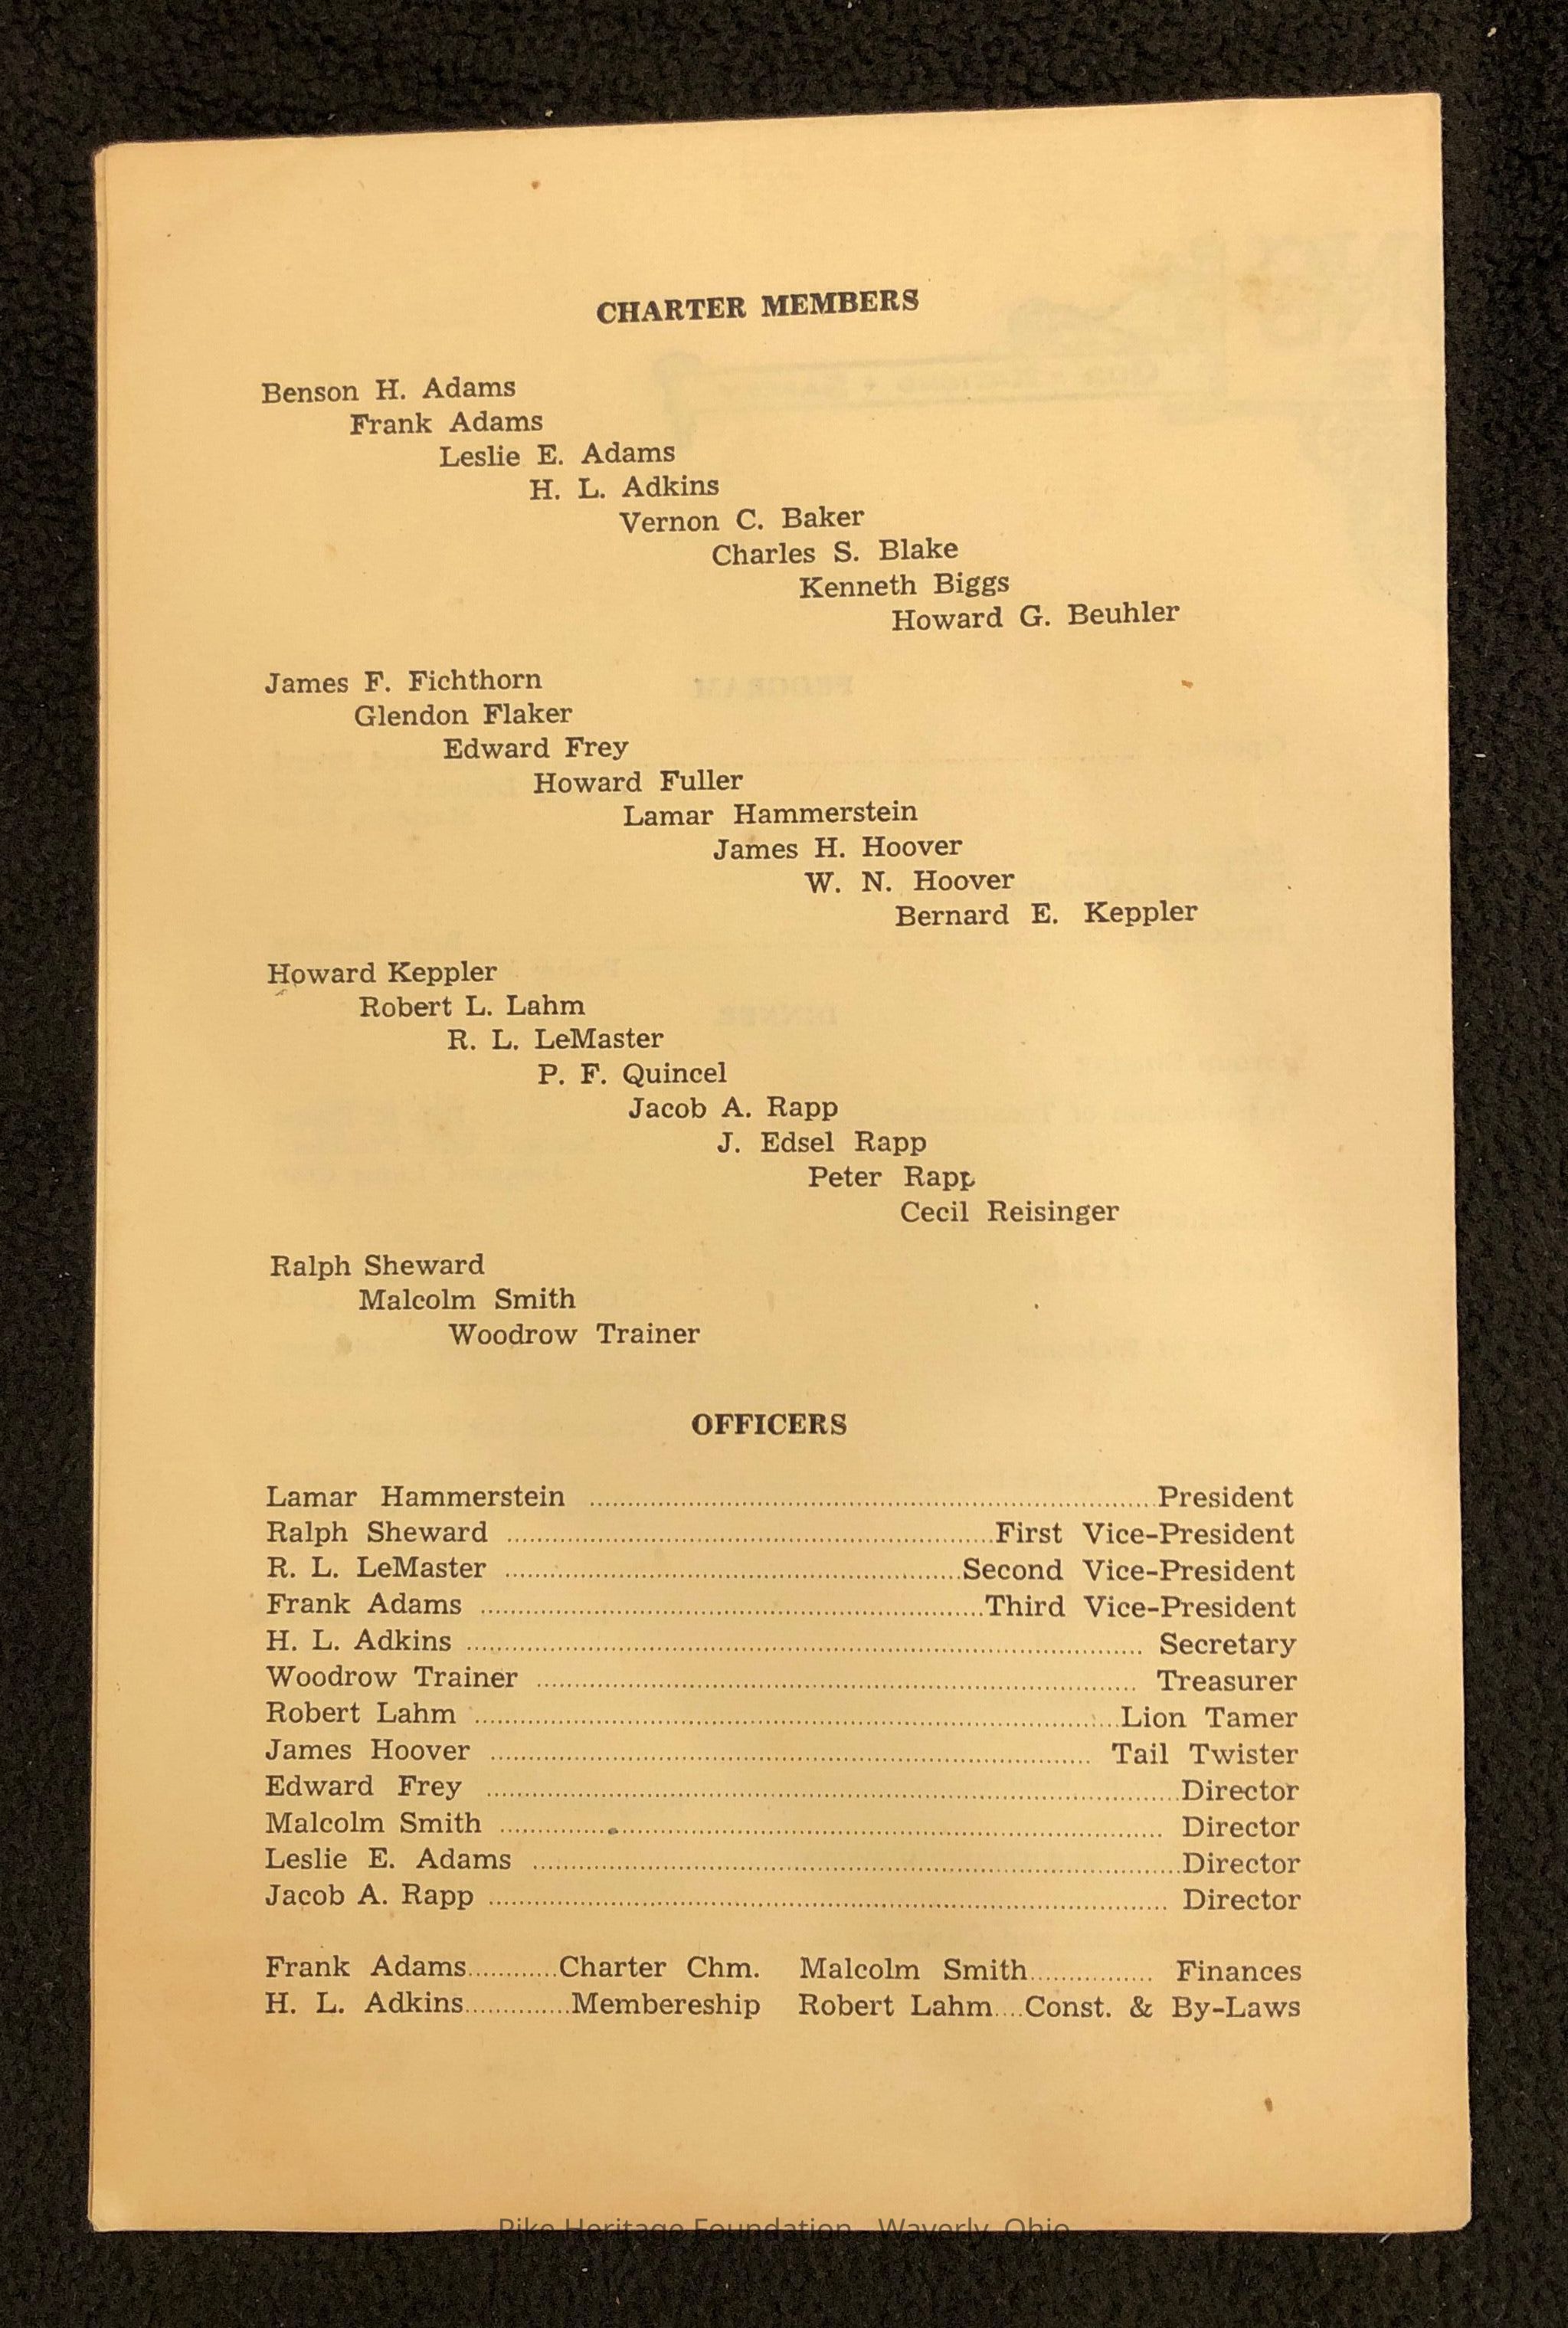 CHARTER MEMBERS
Benson H. Adams
Frank Adams
Leslie E. Adams
H. L. Adkins
Vernon C. Baker
Charles S. Blake
Kenneth Biggs
Howard G. Beuhler
James F. Fichthorn
Glendon Flaker
Edward Frey
Howard Fuller
Lamar Hammerstein
James H. Hoover
W. N. Hoover
Bernard E. Keppler
Howard Keppler
Robert L. Lahm
R. L. LeMaster
P. F. Quincel
Jacob A. Rapp
J. Edsel Rapp
Peter Rapp
Cecil Reisinger
Ralph Sheward
Malcolm Smith
Woodrow Trainer
OFFICERS
Lamar Hammerstein ........ President
Ralph Sheward ........ First Vice-President
R. L. LeMaster ........ Second Vice-President
Frank Adams ........ Third Vice-President
H. L. Adkins ........ Secretary
Woodrow Trainer ........ Treasurer
Robert Lahm ........ Lion Tamer
James Hoover ........ Tail Twister
Edward Frey ........ Director
Malcolm Smith ........ Director
Leslie E. Adams ........ Director
Jacob A. Rapp ........ Director
Frank Adams............Charter Chm. Malcolm Smith................ Finances
H. L. Adkins..............Membereship Robert Lahm....Const. & By-Laws
Pike Heritage Foundation - Waverly, Ohio